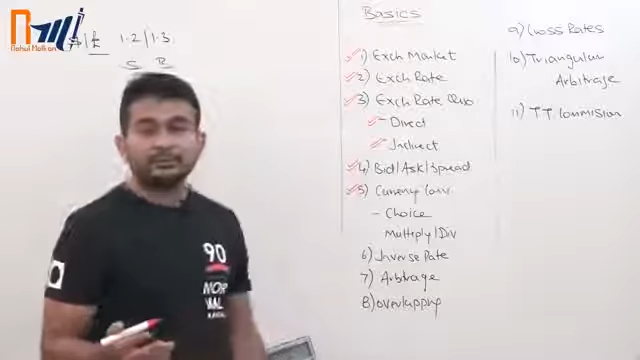 Rahul Malkan
→ 1£ 1.2/1.3
S B
Basics
1) Exch Market
2) Exch Rate
3) Exch Rate Quo
- Direct
- Indirect
4) Bid/Ask/Spread
5) Currency Conv.
- Choice
Multiply/Div
6) Inverse Rate
7) Arbitrage
8) overlapping
9) Cross Rates
10) Triangular
Arbitrage
11) TT Commision
90